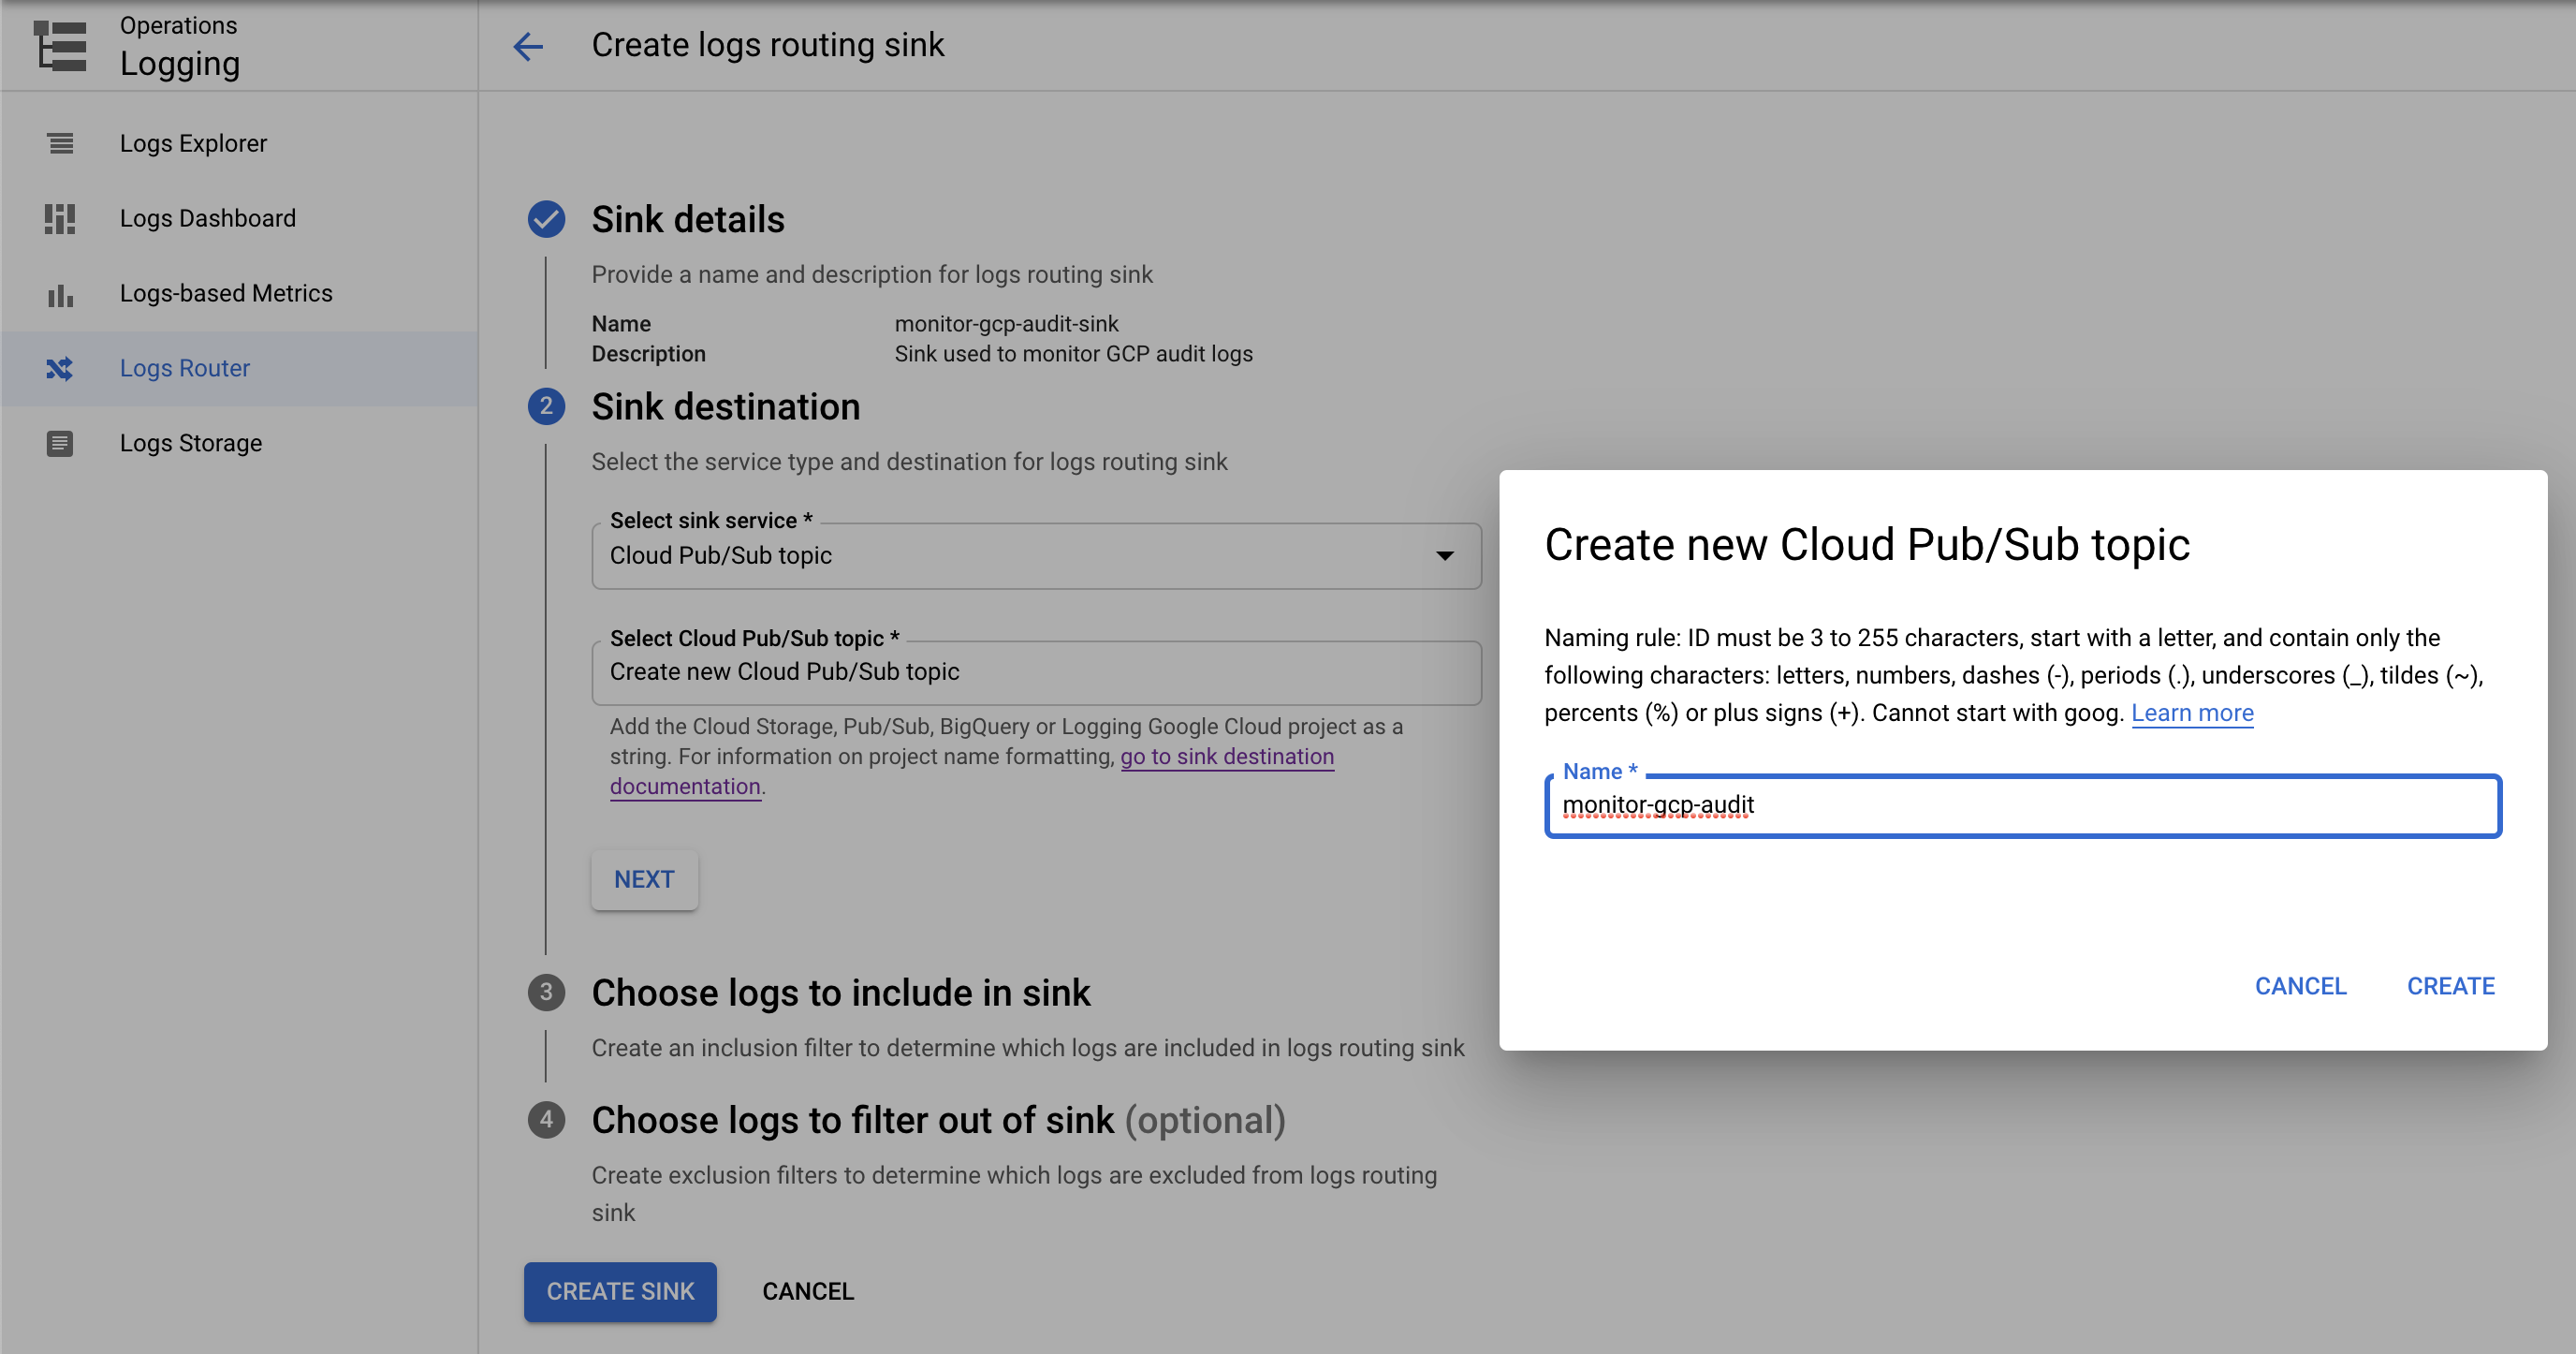 Operations
Logging
Create logs routing sink
Logs Explorer
Logs Dashboard
Logs-based Metrics
Logs Router
Logs Storage
Sink details
Provide a name and description for logs routing sink
Name monitor-gcp-audit-sink
Description Sink used to monitor GCP audit logs
2 Sink destination
Select the service type and destination for logs routing sink
Select sink service *
Cloud Pub/Sub topic
Select Cloud Pub/Sub topic *
Create new Cloud Pub/Sub topic
Add the Cloud Storage, Pub/Sub, BigQuery or Logging Google Cloud project as a
string. For information on project name formatting, go to sink destination
documentation.
NEXT
3 Choose logs to include in sink
Create an inclusion filter to determine which logs are included in logs routing sink
4 Choose logs to filter out of sink (optional)
Create exclusion filters to determine which logs are excluded from logs routing
sink
CREATE SINK CANCEL
Create new Cloud Pub/Sub topic
Naming rule: ID must be 3 to 255 characters, start with a letter, and contain only the
following characters: letters, numbers, dashes (-), periods (.), underscores (_), tildes (~),
percents (%) or plus signs (+). Cannot start with goog. Learn more
Name *
monitor-gcp-audit
CANCEL CREATE